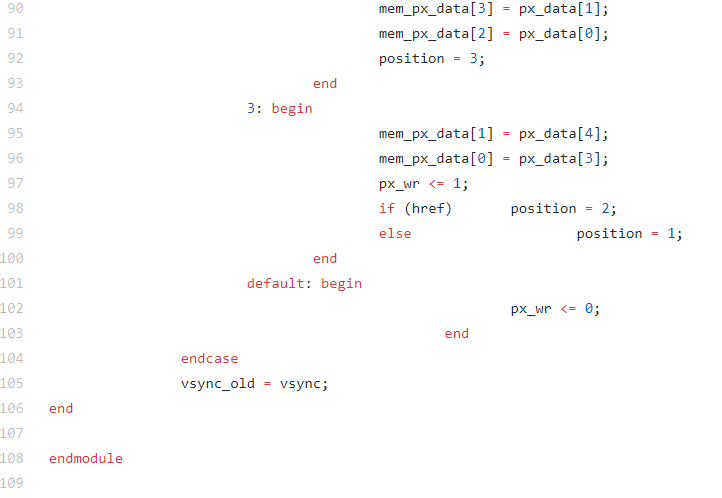 90 mem_px_data[3] = px_data[1];
91 mem_px_data[2] = px_data[0];
92 position = 3;
93 end
94 3: begin
95 mem_px_data[1] = px_data[4];
96 mem_px_data[0] = px_data[3];
97 px_wr <= 1;
98 if (href) position = 2;
99 else position = 1;
100 end
101 default: begin
102 px_wr <= 0;
103 end
104 endcase
105 vsync_old = vsync;
106 end
107
108 endmodule
109